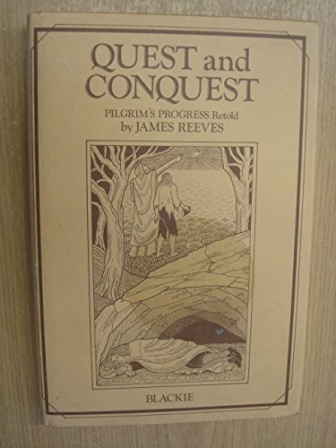 QUEST and
CONQUEST
PILGRIM'S PROGRESS Retold
by JAMES REEVES
BLACKIE